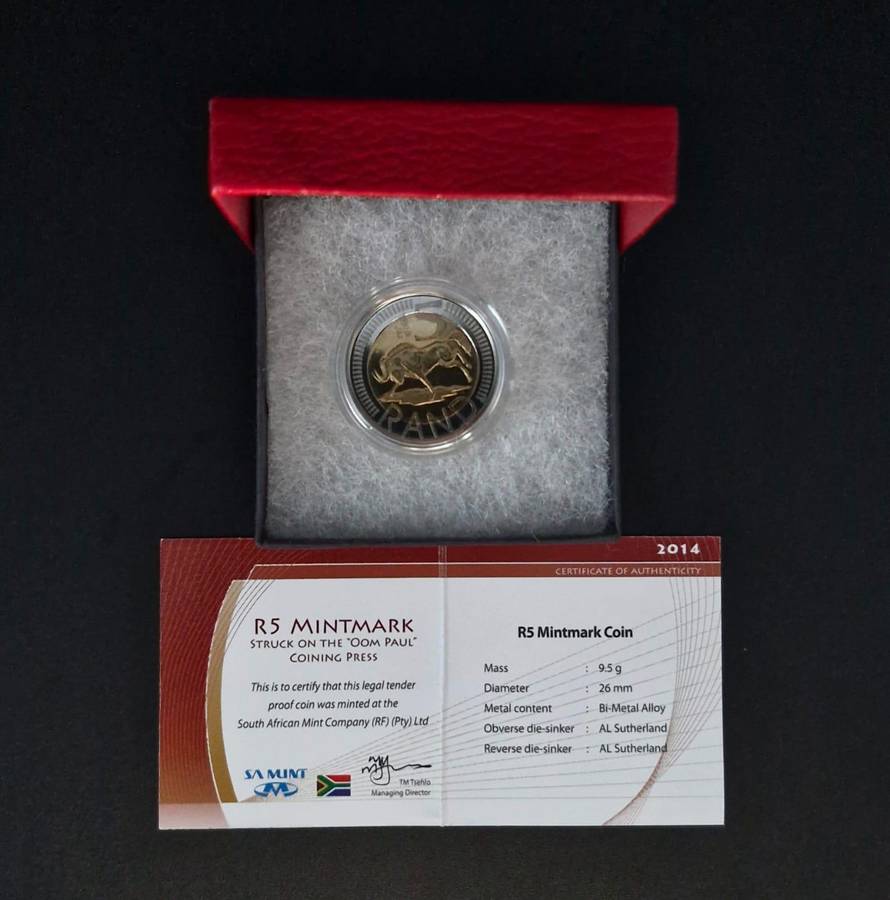 RAND
2014
CERTIFICATE OF AUTHENTICITY
R5 MINTMARK
STRUCK ON THE "OOM PAUL"
COINING PRESS
This is to certify that this legal tender
proof coin was minted at the
South African Mint Company (RF) (Pty) Ltd
SA MINT
TM Tsehlo
Managing Director
R5 Mintmark Coin
Mass : 9.5 g
Diameter : 26 mm
Metal content : Bi-Metal Alloy
Obverse die-sinker : AL Sutherland
Reverse die-sinker : AL Sutherland